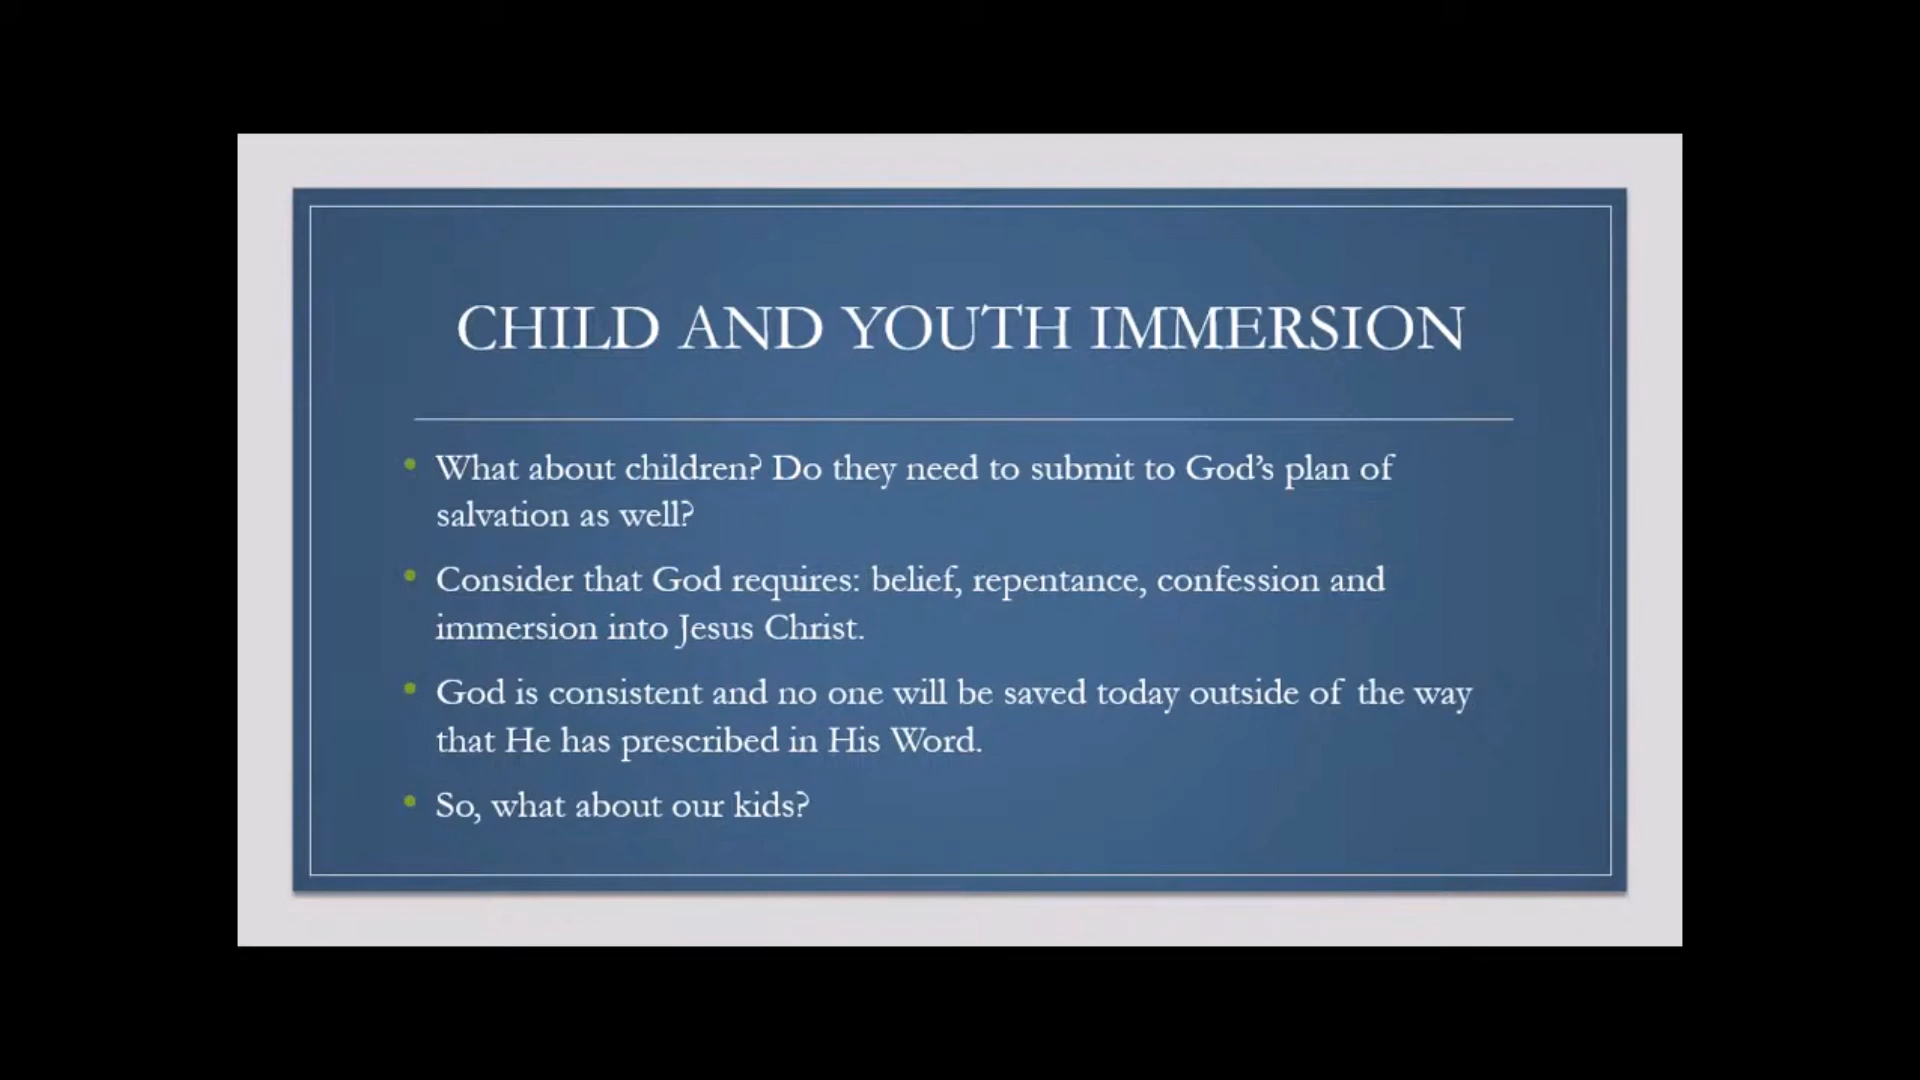 CHILD AND YOUTH IMMERSION
• What about children? Do they need to submit to God’s plan of
salvation as well?
• Consider that God requires: belief, repentance, confession and
immersion into Jesus Christ.
• God is consistent and no one will be saved today outside of the way
that He has prescribed in His Word.
• So, what about our kids?